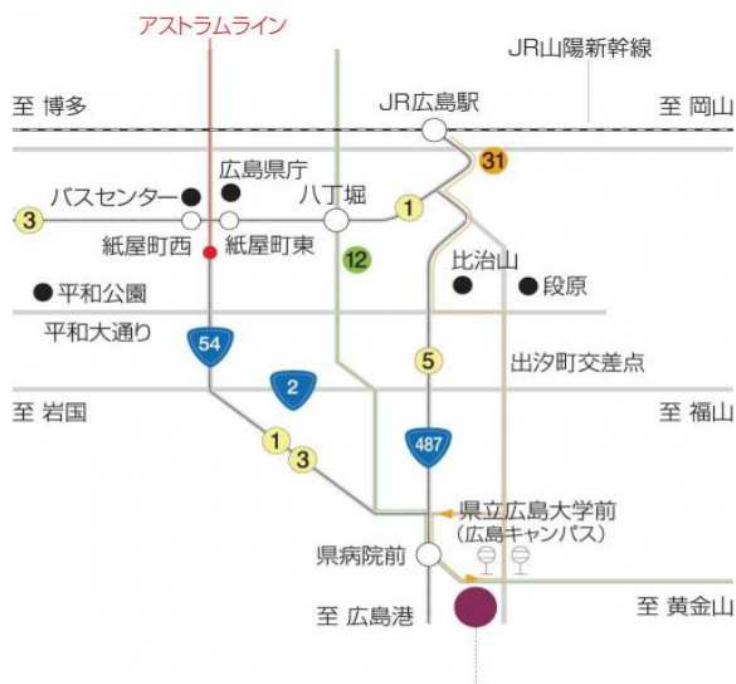 アストラムライン
JR山陽新幹線
至 博多
JR広島駅
至 岡山
31
広島県庁
バスセンター
八丁堀
1
3
紙屋町西
紙屋町東
12
比治山
段原
平和公園
平和大通り
54
5
出汐町交差点
2
至 岩国
至 福山
1
3
487
県立広島大学前
(広島キャンパス)
県病院前
至 広島港
至 黄金山